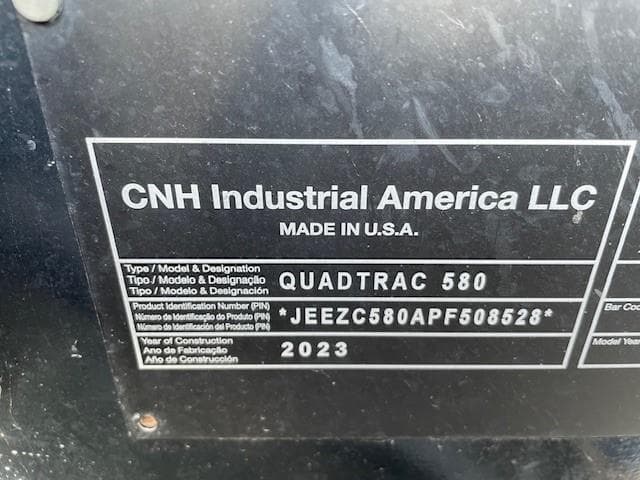 CNH Industrial America LLC
MADE IN U.S.A.
Type / Model & Designation
Tipo / Modelo & Designação
Tipo / Modelo & Designación
QUADTRAC 580
Product Identification Number (PIN)
Número de Identificação do Produto (PIN)
Número de Identificación del Producto (PIN)
*JEEZC580APF508528*
Year of Construction
Ano de Fabricação
Año de Construcción
2023
Bar
Model